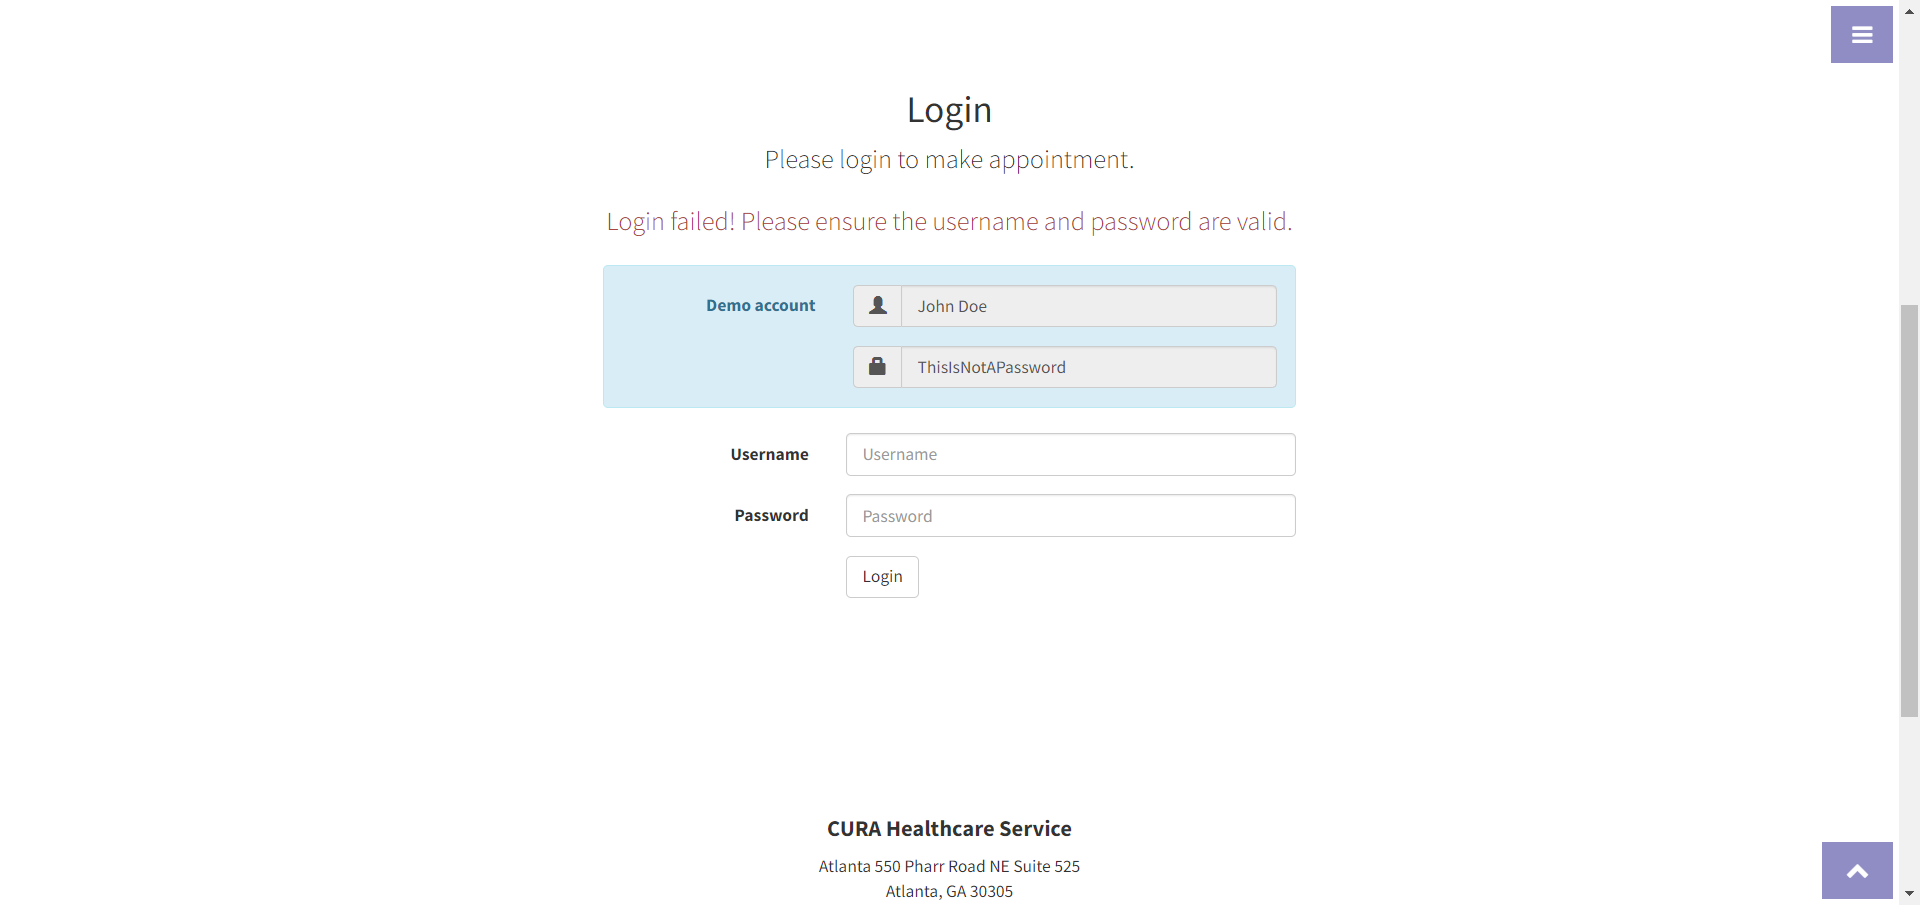 Login
Please login to make appointment.
Login failed! Please ensure the username and password are valid.
Demo account
John Doe
ThisIsNotAPassword
Username
Username
Password
Password
Login
CURA Healthcare Service
Atlanta 550 Pharr Road NE Suite 525
Atlanta, GA 30305